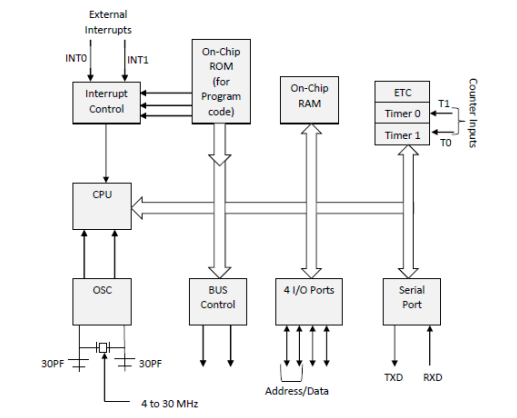 External
Interrupts
INT0
INT1
Interrupt
Control
On-Chip
ROM
(for
Program
code)
On-Chip
RAM
ETC
Timer 0
Timer 1
T1
T0
Counter Inputs
CPU
OSC
BUS
Control
4 I/O Ports
Serial
Port
30PF
30PF
4 to 30 MHz
Address/Data
TXD
RXD